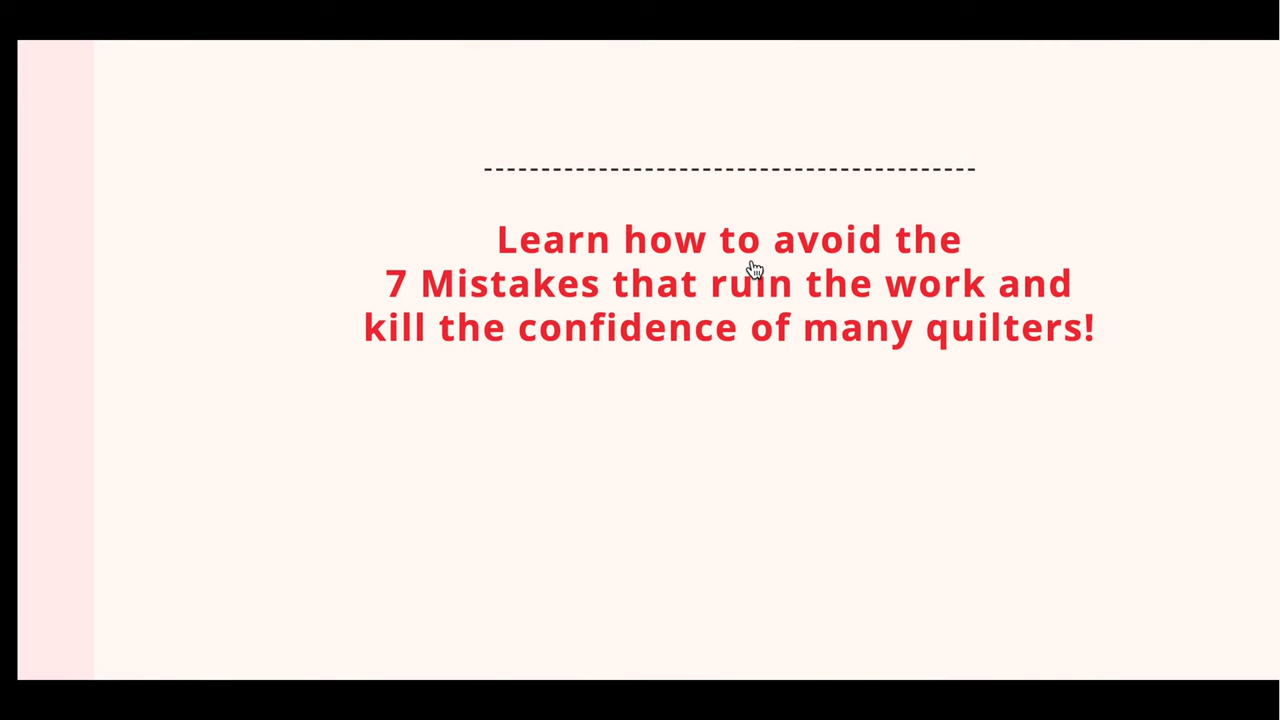 -------------------------------------------
Learn how to avoid the
7 Mistakes that ruin the work and
kill the confidence of many quilters!